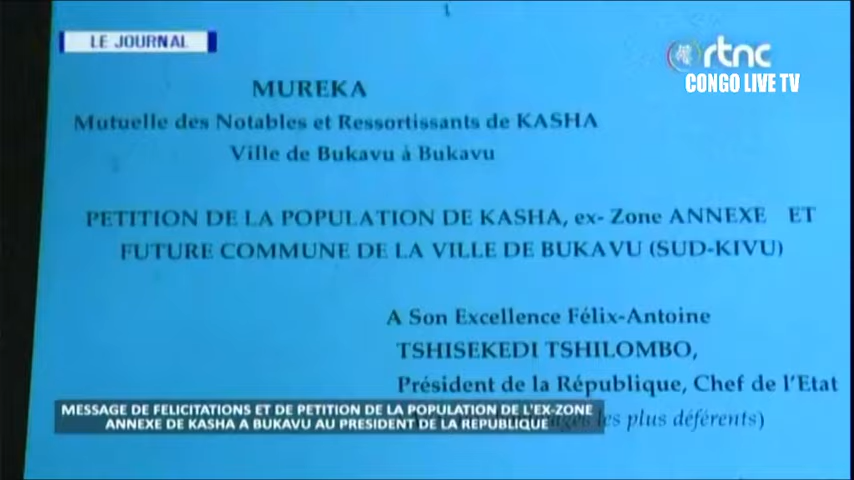 1
LE JOURNAL
rtnc
CONGO LIVE TV
MUREKA
Mutuelle des Notables et Ressortissants de KASHA
Ville de Bukavu à Bukavu
PETITION DE LA POPULATION DE KASHA, ex- Zone ANNEXE ET
FUTURE COMMUNE DE LA VILLE DE BUKAVU (SUD-KIVU)
A Son Excellence Félix-Antoine
TSHISEKEDI TSHILOMBO,
Président de la République, Chef de l'Etat
les plus déférents)
MESSAGE DE FELICITATIONS ET DE PETITION DE LA POPULATION DE L'EX-ZONE
ANNEXE DE KASHA A BUKAVU AU PRESIDENT DE LA REPUBLIQUE